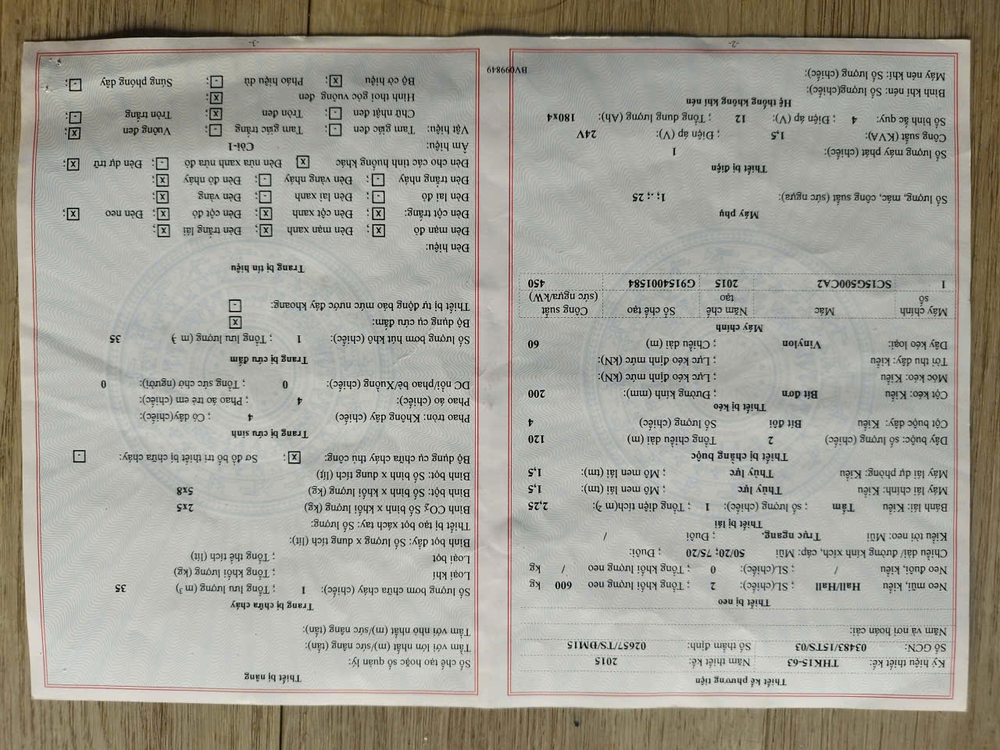 Thiết kế phương tiện
Ký hiệu thiết kế: THK15-63 Năm thiết kế: 2015
Số GCN: 03483/15TS/03 Số thẩm định: 02657/TS/ĐM15
Năm và nơi hoán cải:
Thiết bị neo
Neo mũi, kiểu Hall/Hall ; SL(chiếc): 2 ; Tổng khối lượng neo 600 kg
Neo đuôi, kiểu / ; SL(chiếc): 0 ; Tổng khối lượng neo / kg
Chiều dài/ đường kính xích, cáp: Mũi 50/20; 75/20 ; Đuôi:
Kiểu tời neo: Mũi Trục ngang. ; Đuôi /
Thiết bị lái
Bánh lái: Kiểu Tấm ; số lượng (chiếc): 1 ; Tổng diện tích(m ²): 2,25
Máy lái chính: Kiểu Thủy lực ; Mô men lái (tm): 1,5
Máy lái dự phòng: Kiểu Thủy lực ; Mô men lái (tm): 1,5
Thiết bị chằng buộc
Dây buộc: số lượng (chiếc) 2 Tổng chiều dài (m) 120
Cột buộc dây: Kiểu Bít đôi Số lượng (chiếc) 4
Thiết bị kéo
Cột kéo: Kiểu Bít đơn ; Đường kính (mm): 200
Móc kéo: Kiểu ; Lực kéo định mức (kN):
Tời thu dây: kiểu ; Lực kéo định mức (kN):
Dây kéo loại: Vinylon ; Chiều dài (m) 60
Máy chính
Máy chính số Mác Năm chế tạo Số chế tạo Công suất (sức ngựa/kW)
1 SC15G500CA2 2015 G9154001584 450
Máy phụ
Số lượng, mác, công suất (sức ngựa): 1; .; 25
Thiết bị điện
Số lượng máy phát (chiếc): 1
Công suất (KVA): 1,5 ; Điện áp (V): 24V
Số bình ắc quy: 4 ; Điện áp (V): 12 ; Tổng dung lượng (Ah): 180x4
Hệ thống không khí nén
Bình khí nén: Số lượng(chiếc):
Máy nén khí: Số lượng (chiếc):
BV099849
-2-
Thiết bị nâng
Số chế tạo hoặc số quản lý:
Tầm với lớn nhất (m)/sức nâng (tấn):
Tầm với nhỏ nhất (m)/sức nâng (tấn):
Trang bị chữa cháy
Số lượng bơm chữa cháy (chiếc): 1 ; Tổng lưu lượng (m ³) 35
Loại khí ; Tổng khối lượng (kg)
Loại bọt ; Tổng thể tích (lít)
Bình bọt đẩy: Số lượng x dung tích (lít):
Thiết bị tạo bọt xách tay: Số lượng:
Bình CO₂ Số bình x khối lượng (kg) 2x5
Bình bột: Số bình x khối lượng (kg) 5x8
Bình bọt: Số bình x dung tích (lít)
Bộ dụng cụ chữa cháy thủ công: x ; Sơ đồ bố trí thiết bị chữa cháy: -
Trang bị cứu sinh
Phao tròn: Không dây (chiếc) 4 ; Có dây(chiếc):
Phao áo (chiếc): 4 ; Phao áo trẻ em (chiếc):
DC nổi/phao bè/Xuồng (chiếc): 0 ; Tổng sức chở (người): 0
Trang bị cứu đắm
Số lượng bơm hút khô (chiếc): 1 ; Tổng lưu lượng (m ³) 35
Bộ dụng cụ cứu đắm: x
Thiết bị tự động báo mức nước đáy khoang: -
Trang bị tín hiệu
Đèn hiệu:
Đèn mạn đỏ x ; Đèn mạn xanh x ; Đèn trắng lái x ;
Đèn cột trắng: x ; Đèn cột xanh x ; Đèn cột đỏ x ; Đèn neo x ;
Đèn lai đỏ - ; Đèn lai xanh - ; Đèn vàng x ;
Đèn trắng nháy - ; Đèn vàng nháy - ; Đèn đỏ nháy x ;
Đèn cho các tình huống khác x Đèn nửa xanh nửa đỏ - ; Đèn dự trữ x ;
Âm hiệu: Còi-1
Vật hiệu: Tam giác đen - ; Tam giác trắng - ; Vuông đen x
Chữ nhật đen - ; Tròn đen x ; Tròn trắng - ;
Hình thoi góc vuông đen x ;
Bộ cờ hiệu x ; Pháo hiệu dù - ; Súng phóng dây - ;
-3-